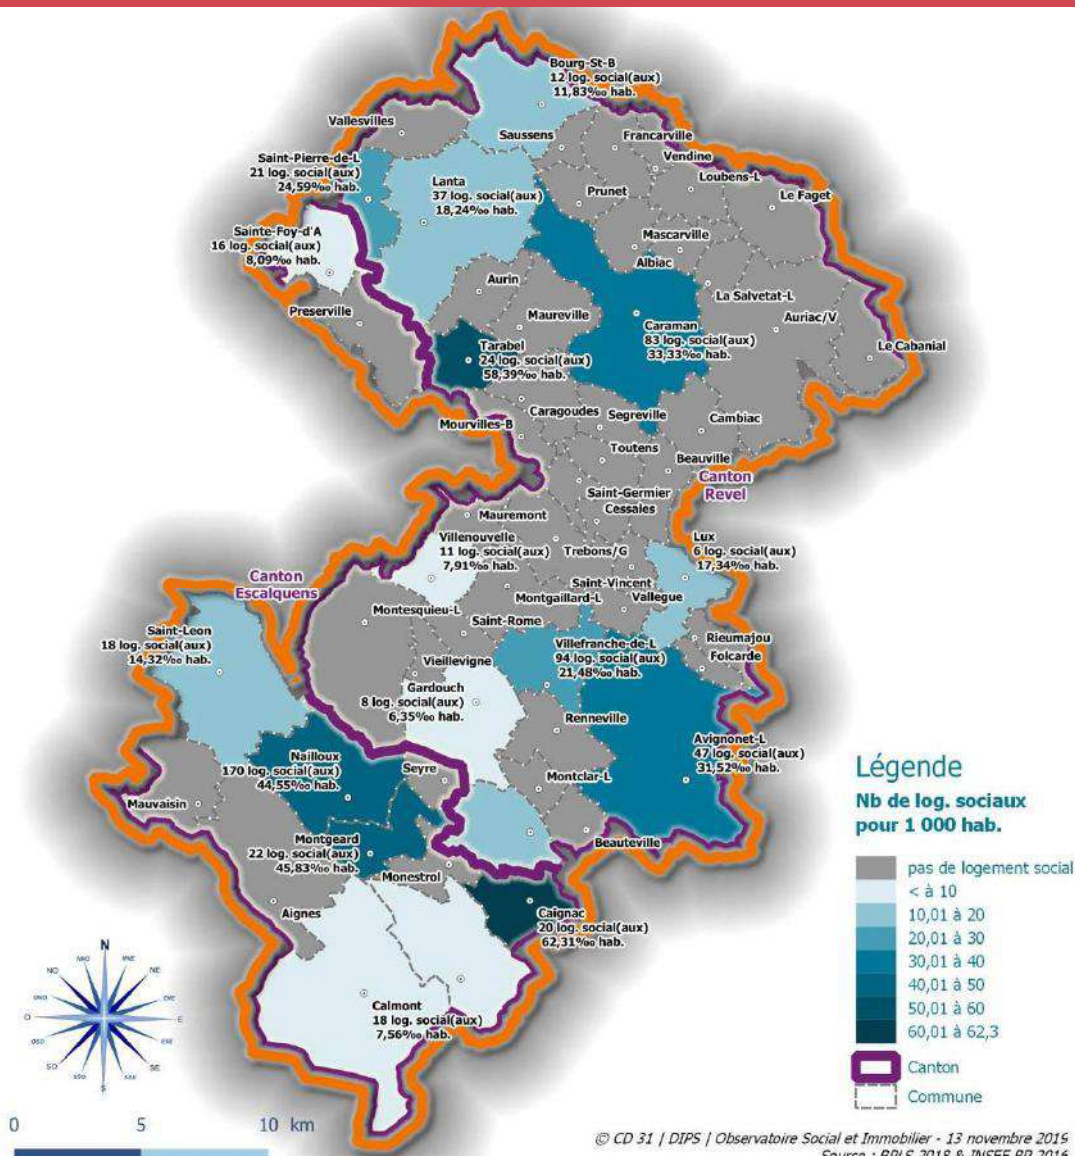 Bourg-St-B
12 log. social(aux)
11,83‰ hab.
Vallesvilles
Saussens
Francarville
Vendine
Loubens-L
Le Faget
Saint-Pierre-de-L
21 log. social(aux)
24,59‰ hab.
Lanta
37 log. social(aux)
18,24‰ hab.
Prunet
Mascarville
Albiac
Sainte-Foy-d'A
16 log. social(aux)
8,09‰ hab.
Aurin
La Salvetat-L
Preserville
Maureville
Auriac/V
Caraman
83 log. social(aux)
33,33‰ hab.
Le Cabanial
Tarabel
24 log. social(aux)
58,39‰ hab.
Caragoudes
Segreville
Cambiac
Mourvilles-B
Toutens
Beauville
Canton
Revel
Saint-Germier
Cessales
Mauremont
Villenouvelle
11 log. social(aux)
7,91‰ hab.
Trebons/G
Lux
6 log. social(aux)
17,34‰ hab.
Canton
Escalquens
Saint-Vincent
Vallegue
Montgaillard-L
Montesquieu-L
Saint-Rome
Saint-Leon
18 log. social(aux)
14,32‰ hab.
Villefranche-de-L
94 log. social(aux)
21,48‰ hab.
Rieumajou
Folcarde
Vieillevigne
Gardouch
8 log. social(aux)
6,35‰ hab.
Renneville
Avignonet-L
47 log. social(aux)
31,52‰ hab.
Nailloux
170 log. social(aux)
44,55‰ hab.
Seyre
Montclar-L
Mauvaisin
Montgeard
22 log. social(aux)
45,83‰ hab.
Beauteville
Monestrol
Aignes
Caignac
20 log. social(aux)
62,31‰ hab.
Calmont
18 log. social(aux)
7,56‰ hab.
Légende
Nb de log. sociaux
pour 1 000 hab.
pas de logement social
< à 10
10,01 à 20
20,01 à 30
30,01 à 40
40,01 à 50
50,01 à 60
60,01 à 62,3
Canton
Commune
N
NO
NE
O
E
SO
SE
S
0 5 10 km
© CD 31 | DIPS | Observatoire Social et Immobilier - 13 novembre 2019
Source : RPLS 2018 & INSEE RP 2016